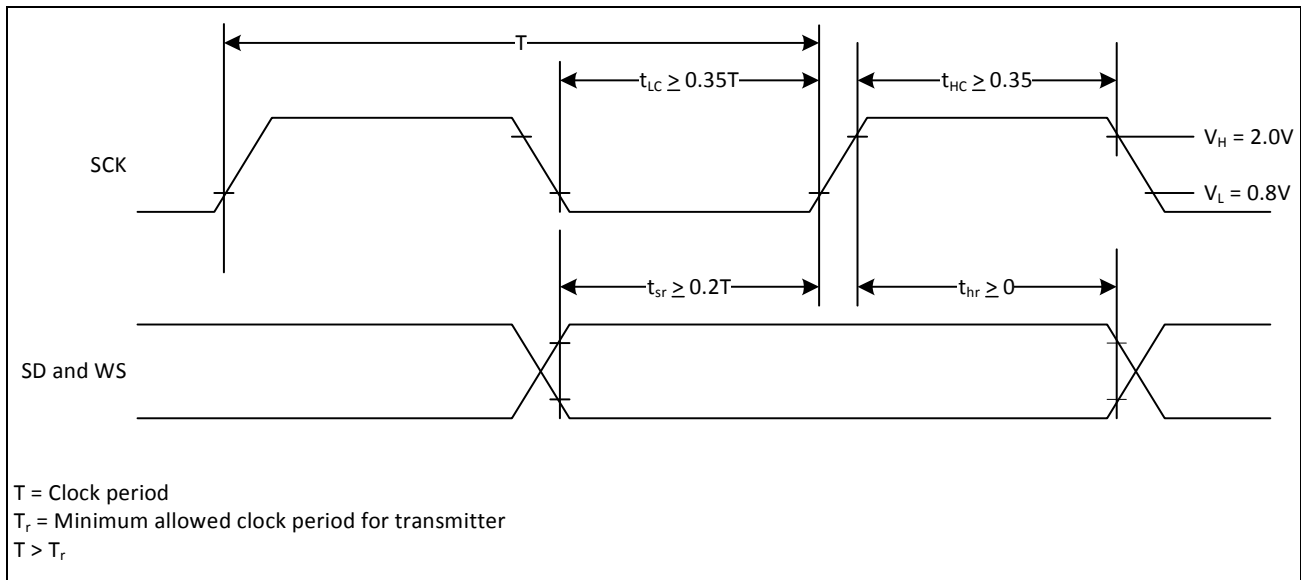 T
t_LC ≥ 0.35T
t_HC ≥ 0.35
SCK
V_H = 2.0V
V_L = 0.8V
t_sr ≥ 0.2T
t_hr ≥ 0
SD and WS
T = Clock period
T_r = Minimum allowed clock period for transmitter
T > T_r